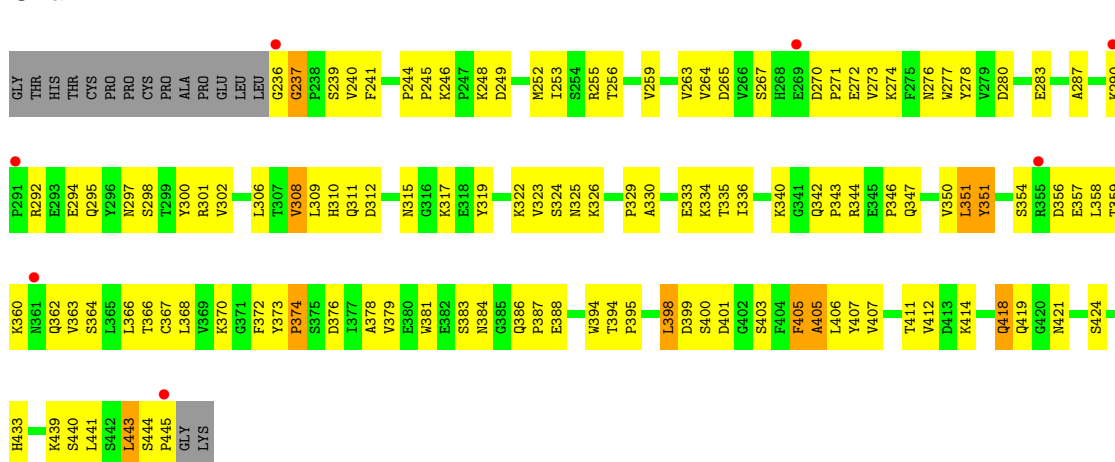 GLY THR HIS THR CYS PRO PRO CYS PRO ALA PRO GLU LEU LEU G236 G237 P238 S239 V240 F241 P244 P245 K246 P247 K248 D249 M252 I253 S254 R255 T256 V259 V263 V264 D265 V266 S267 H268 E269 D270 P271 E272 V273 K274 F275 N276 W277 Y278 V279 D280 E283 A287
P291 R292 E293 E294 Q295 Y296 N297 S298 T299 Y300 R301 V302 L306 T307 V308 L309 H310 Q311 D312 N315 G316 K317 E318 Y319 K322 V323 S324 N325 K326 P329 A330 E333 K334 T335 I336 K340 G341 Q342 P343 R344 E345 P346 Q347 V350 L351 Y351 S354 R355 D356 E357 L358 T359
K360 N361 Q362 V363 S364 L365 L366 T366 C367 L368 V369 K370 G371 F372 Y373 P374 S375 D376 I377 A378 V379 E380 W381 E382 S383 N384 G385 Q386 P387 E388 W394 T394 P395 L398 D399 S400 D401 G402 S403 F404 F405 A405 L406 Y407 V407 T411 V412 D413 K414 Q418 Q419 G420 N421 S424
H433 K439 S440 L441 S442 L443 S444 P445 GLY LYS